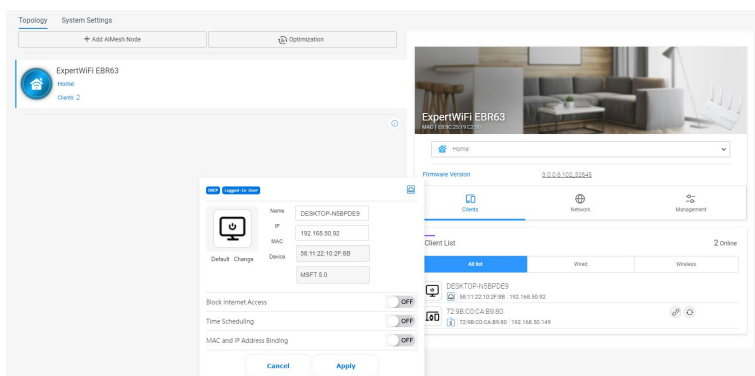 Topology System Settings
+ Add AiMesh Node
Optimization
ExpertWiFi EBR63
Home
Clients 2
ExpertWiFi EBR63
Home
Firmware Version 3.0.0.6.102_32645
Clients Network Management
Client List 2 Online
All list Wired Wireless
DESKTOP-N5BPDE9
58:11:22:10:2F:8B 192.168.50.92
72:9B:C0:CA:B9:80
72:9B:C0:CA:B9:80 192.168.50.149
DHCP Logged-in User
Name DESKTOP-N5BPDE9
IP 192.168.50.92
MAC 58:11:22:10:2F:8B
Device MSFT 5.0
Default Change
Block Internet Access OFF
Time Scheduling OFF
MAC and IP Address Binding OFF
Cancel Apply